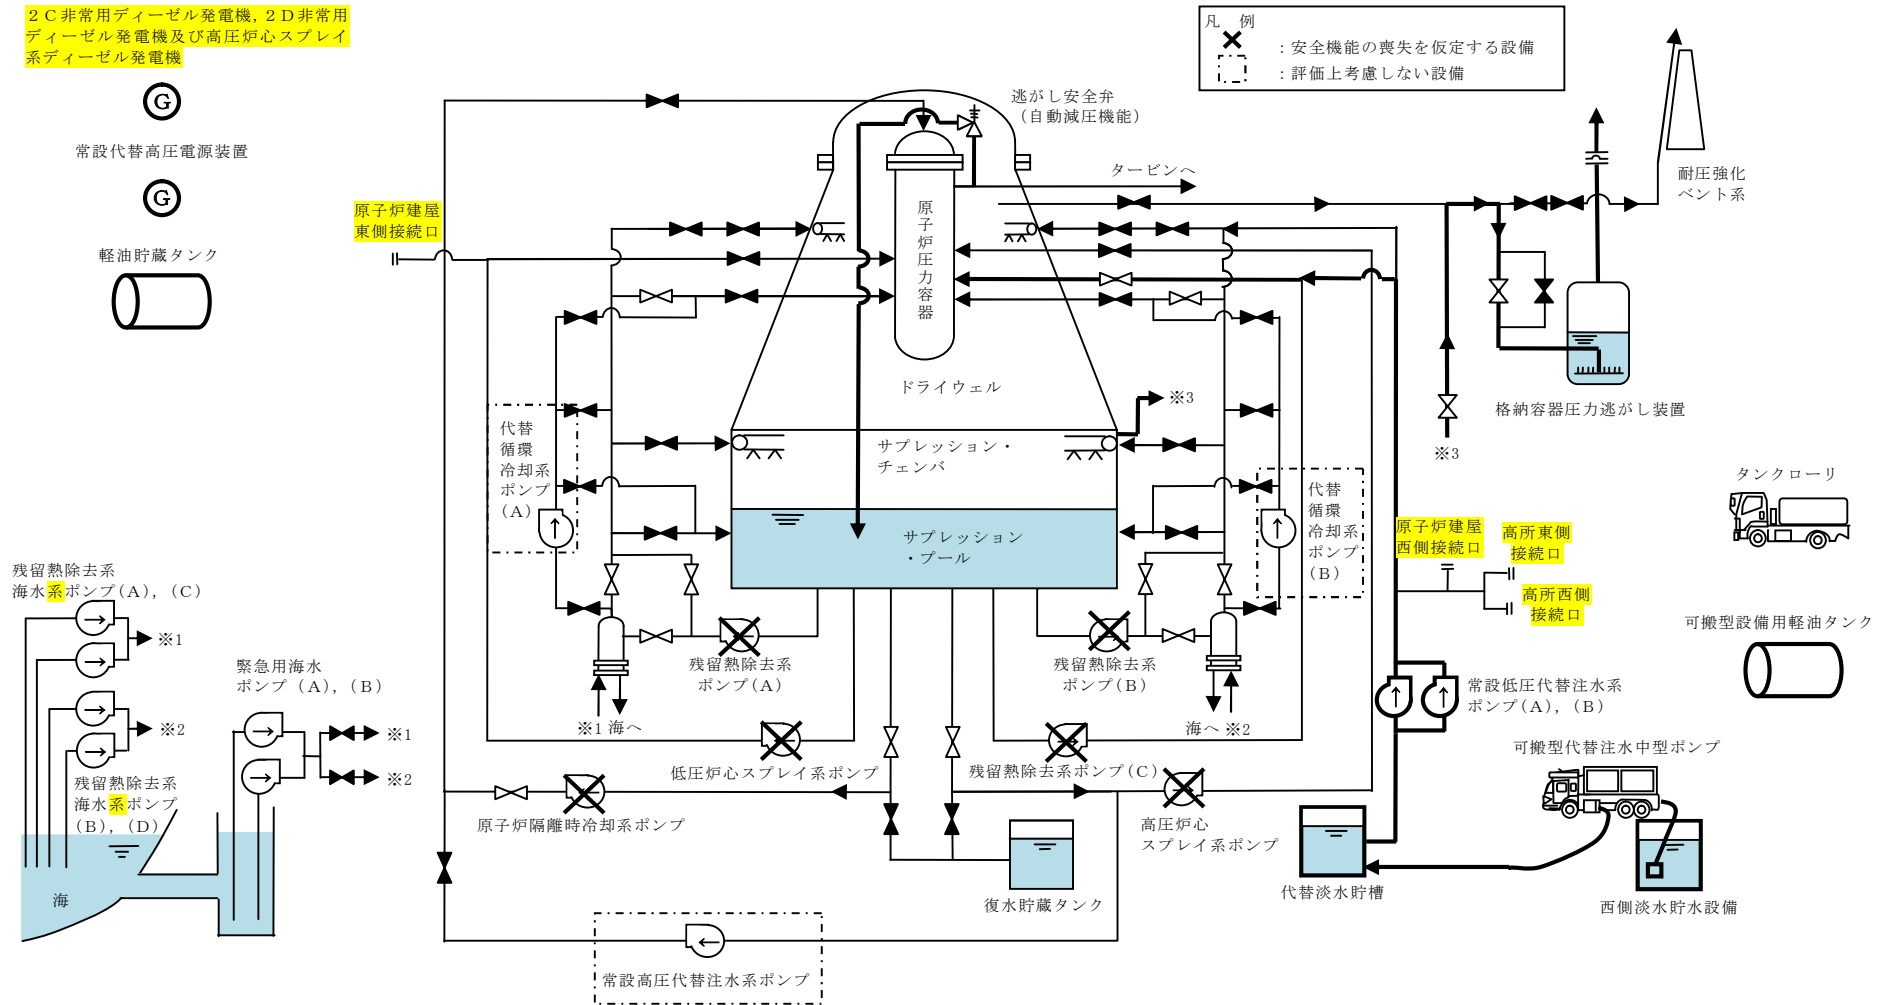 ２Ｃ非常用ディーゼル発電機，２Ｄ非常用
ディーゼル発電機及び高圧炉心スプレイ
系ディーゼル発電機
G
常設代替高圧電源装置
G
軽油貯蔵タンク
凡　例
：安全機能の喪失を仮定する設備
：評価上考慮しない設備
逃がし安全弁
（自動減圧機能）
タービンへ
耐圧強化
ベント系
原子炉建屋
東側接続口
原子炉圧力容器
ドライウェル
※3
格納容器圧力逃がし装置
※3
代替
循環
冷却系
ポンプ
（A）
サプレッション・
チェンバ
サプレッション
・プール
代替
循環
冷却系
ポンプ
（B）
タンクローリ
原子炉建屋
西側接続口
高所東側
接続口
高所西側
接続口
可搬型設備用軽油タンク
残留熱除去系
海水系ポンプ（A），（C）
※1
※2
残留熱除去系
海水系ポンプ
（B），（D）
海
緊急用海水
ポンプ（A），（B）
※1
※2
残留熱除去系
ポンプ（A）
残留熱除去系
ポンプ（B）
※1 海へ
海へ ※2
常設低圧代替注水系
ポンプ（A），（B）
可搬型代替注水中型ポンプ
低圧炉心スプレイ系ポンプ
残留熱除去系ポンプ（C）
原子炉隔離時冷却系ポンプ
高圧炉心
スプレイ系ポンプ
復水貯蔵タンク
代替淡水貯槽
西側淡水貯水設備
常設高圧代替注水系ポンプ